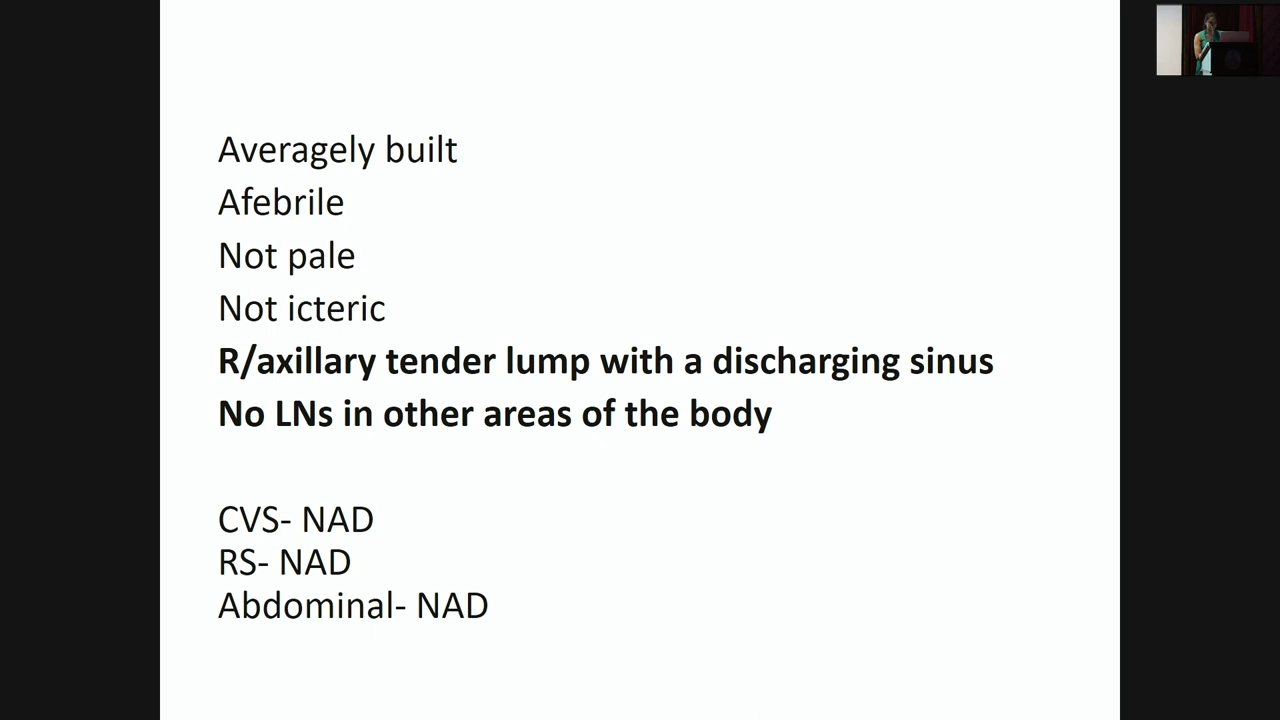 Averagely built
Afebrile
Not pale
Not icteric
R/axillary tender lump with a discharging sinus
No LNs in other areas of the body
CVS- NAD
RS- NAD
Abdominal- NAD